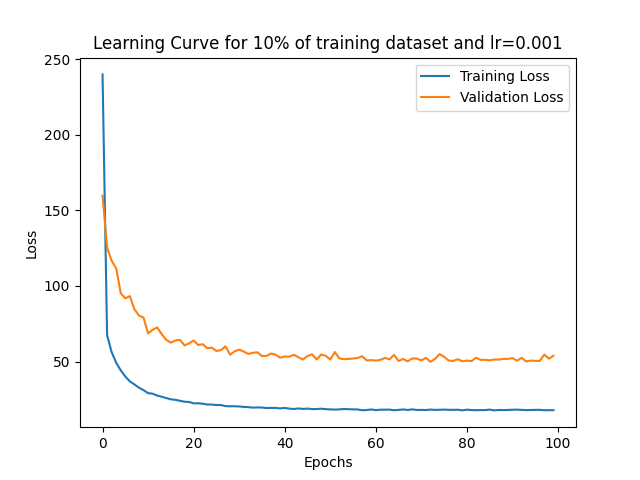 Learning Curve for 10% of training dataset and lr=0.001
Training Loss
Validation Loss
250
200
150
100
50
Loss
0
20
40
60
80
100
Epochs